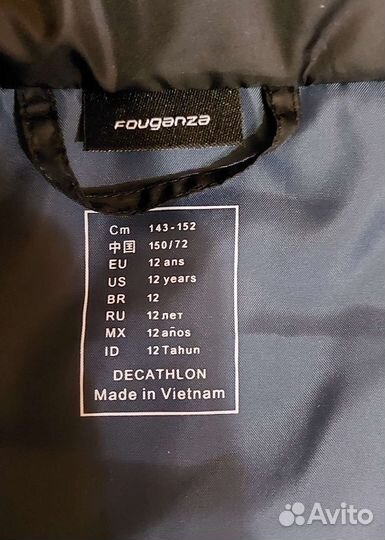 Fouganza
Cm 143-152
中国 150/72
EU 12 ans
US 12 years
BR 12
RU 12 лет
MX 12 años
ID 12 Tahun
DECATHLON
Made in Vietnam
Avito